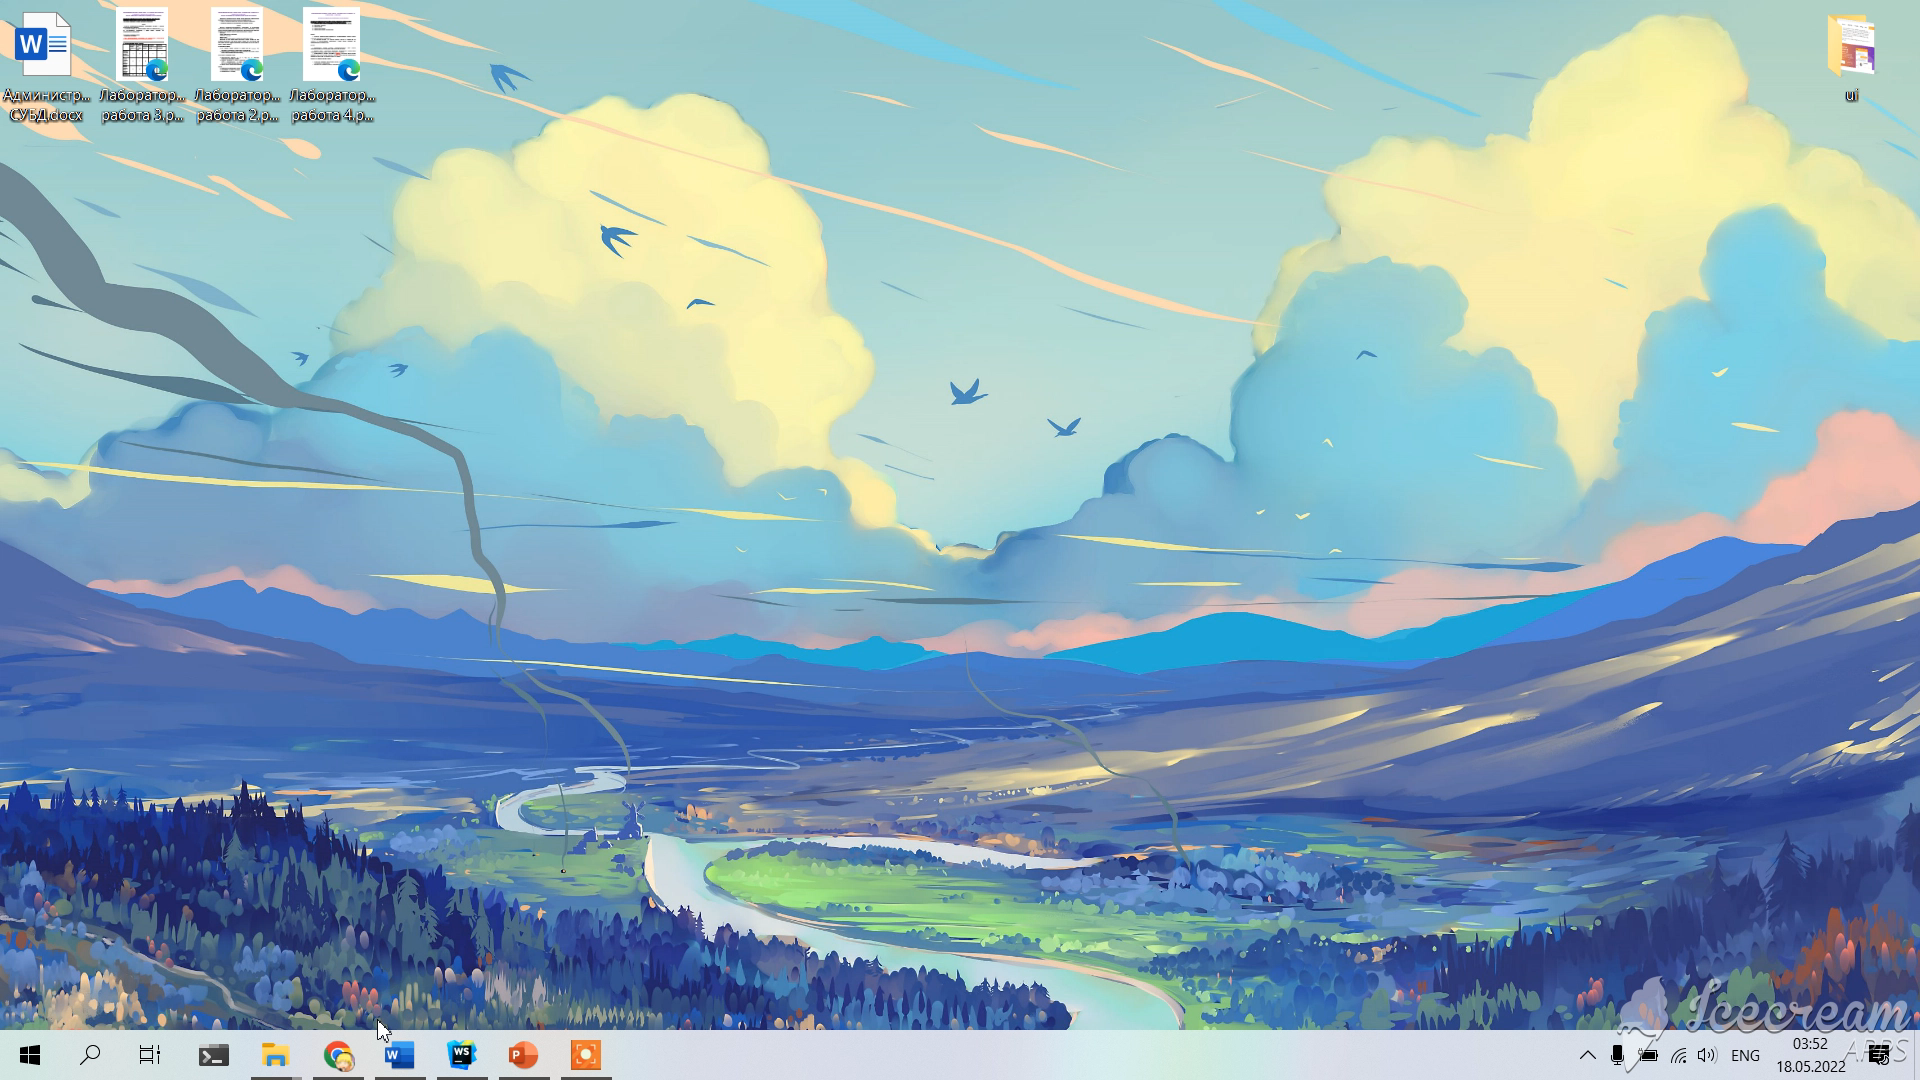 W
Администр...
СУБД.docx
Лаборатор...
работа 3.p...
Лаборатор...
работа 2.p...
Лаборатор...
работа 4.p...
ui
Icecream
APPS
W
WS
P
ENG
03:52
18.05.2022